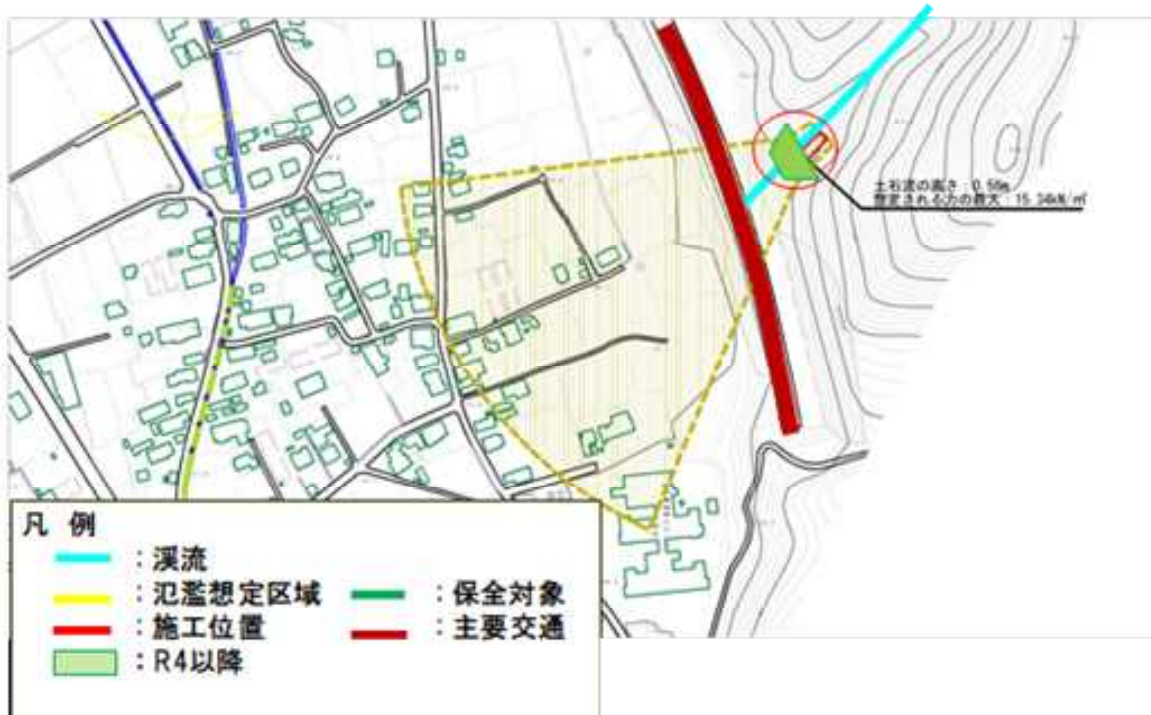 土石流の高さ：0.56m
想定される力の最大：15.34kN/㎡
凡 例
：渓流
：氾濫想定区域
：保全対象
：施工位置
：主要交通
：R4以降